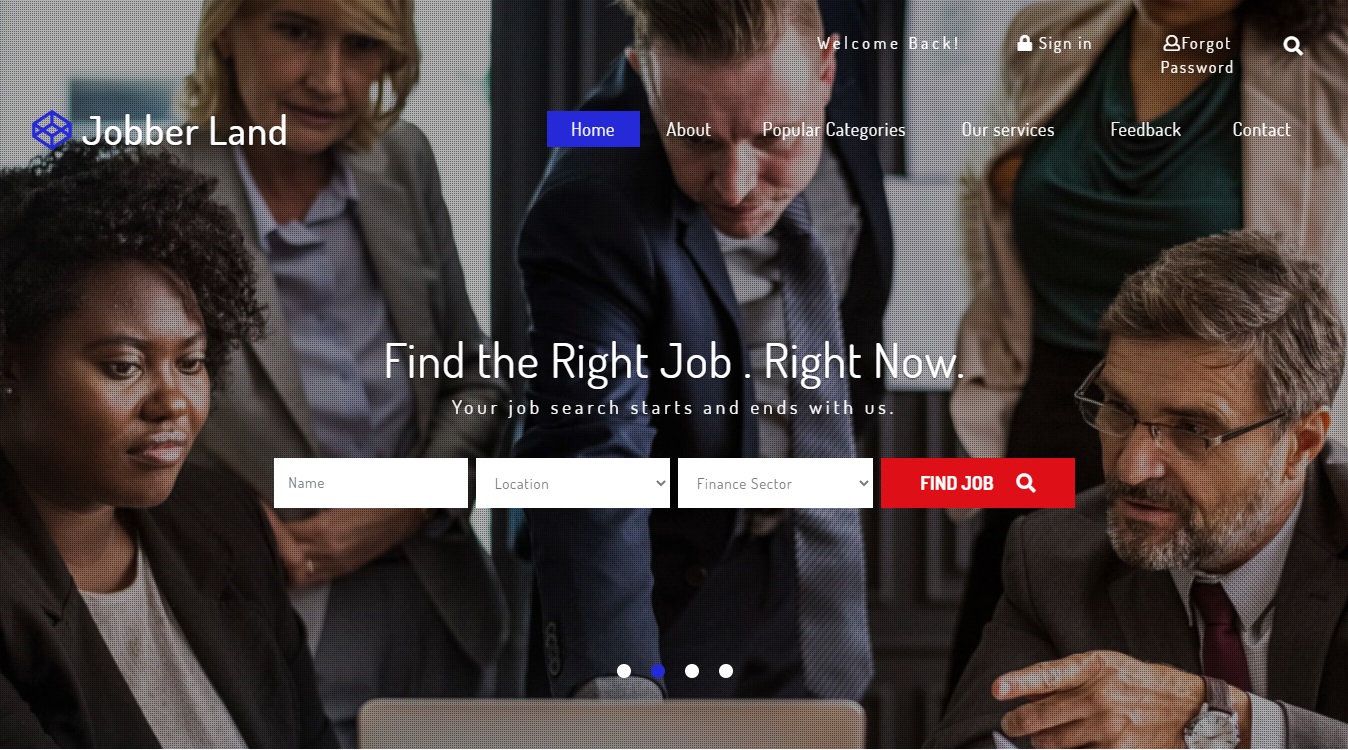 Welcome Back!
Sign in
Forgot
Password
Jobber Land
Home
About
Popular Categories
Our services
Feedback
Contact
Find the Right Job . Right Now.
Your job search starts and ends with us.
Name
Location
Finance Sector
FIND JOB